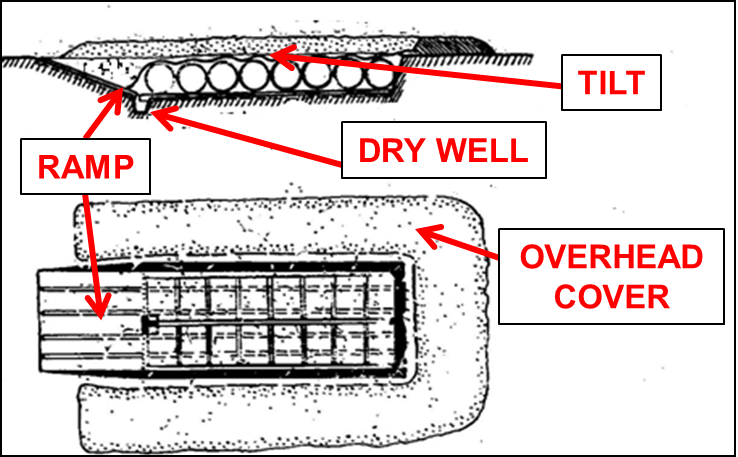 TILT
DRY WELL
RAMP
OVERHEAD
COVER